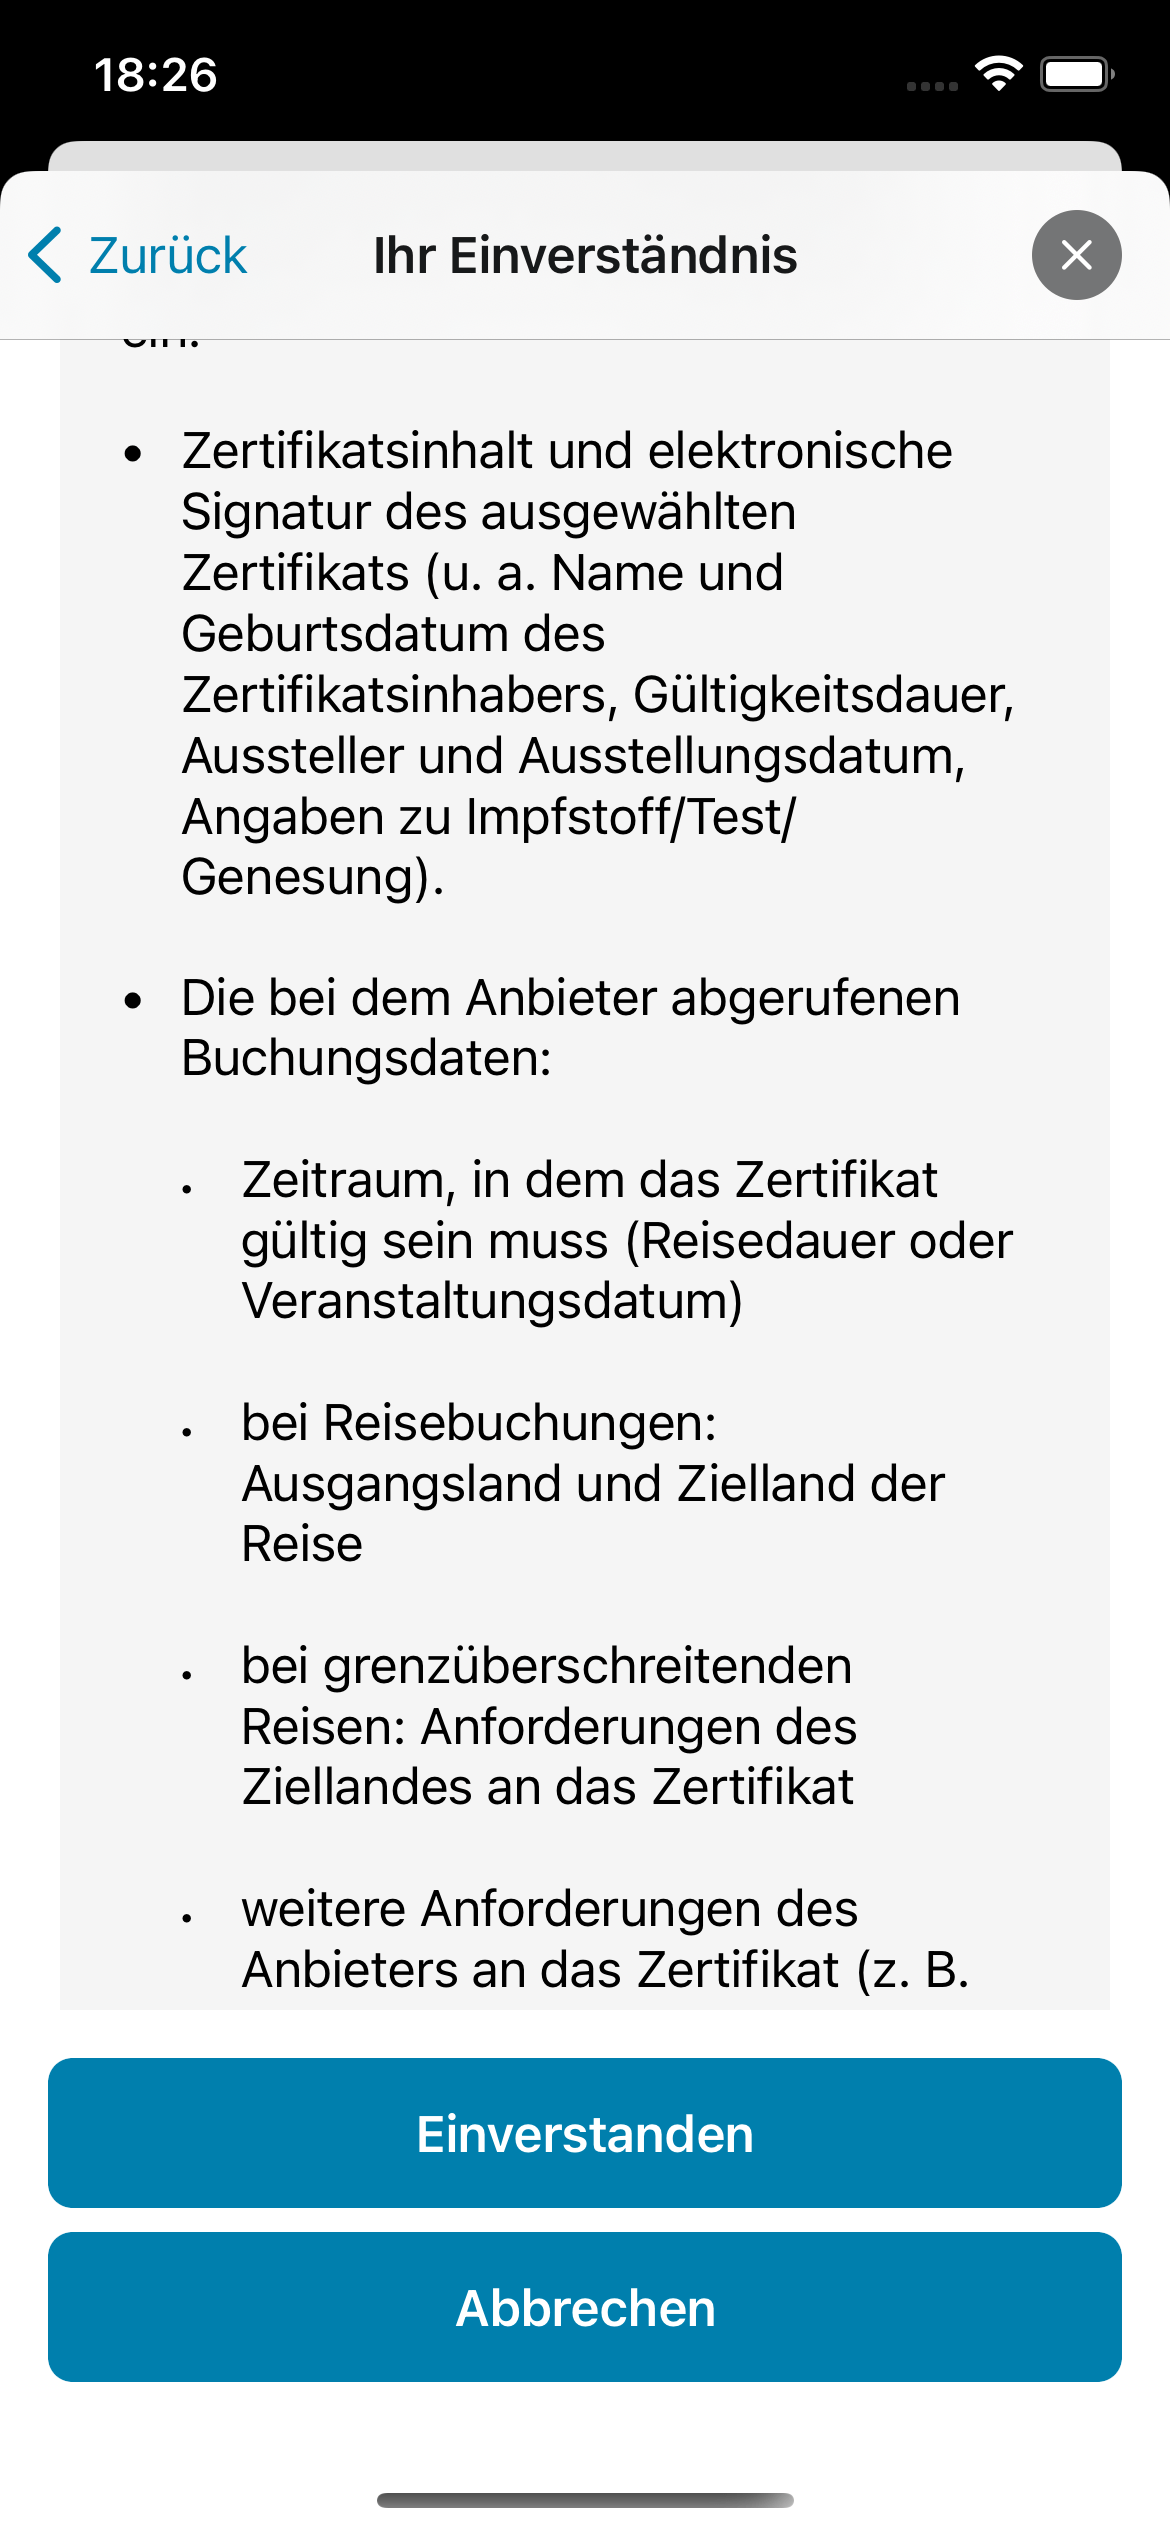 18:26
Zurück
Ihr Einverständnis
• Zertifikatsinhalt und elektronische
Signatur des ausgewählten
Zertifikats (u. a. Name und
Geburtsdatum des
Zertifikatsinhabers, Gültigkeitsdauer,
Aussteller und Ausstellungsdatum,
Angaben zu Impfstoff/Test/
Genesung).
• Die bei dem Anbieter abgerufenen
Buchungsdaten:
• Zeitraum, in dem das Zertifikat
gültig sein muss (Reisedauer oder
Veranstaltungsdatum)
• bei Reisebuchungen:
Ausgangsland und Zielland der
Reise
• bei grenzüberschreitenden
Reisen: Anforderungen des
Ziellandes an das Zertifikat
• weitere Anforderungen des
Anbieters an das Zertifikat (z. B.
Einverstanden
Abbrechen